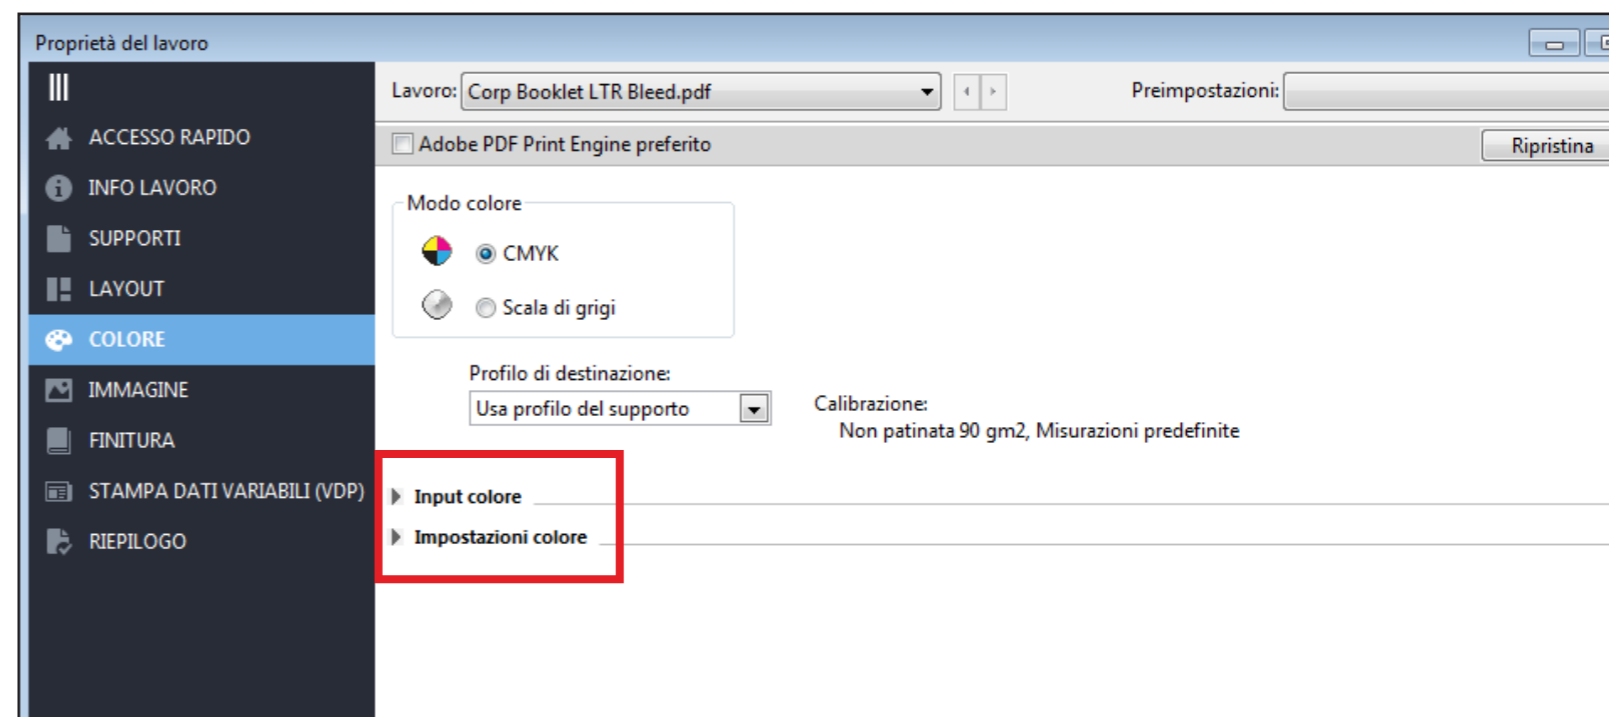 Proprietà del lavoro
Lavoro: Corp Booklet LTR Bleed.pdf Preimpostazioni:
Adobe PDF Print Engine preferito Ripristina
ACCESSO RAPIDO
INFO LAVORO
SUPPORTI
LAYOUT
COLORE
IMMAGINE
FINITURA
STAMPA DATI VARIABILI (VDP)
RIEPILOGO
Modo colore
CMYK
Scala di grigi
Profilo di destinazione:
Usa profilo del supporto
Calibrazione:
Non patinata 90 gm2, Misurazioni predefinite
Input colore
Impostazioni colore